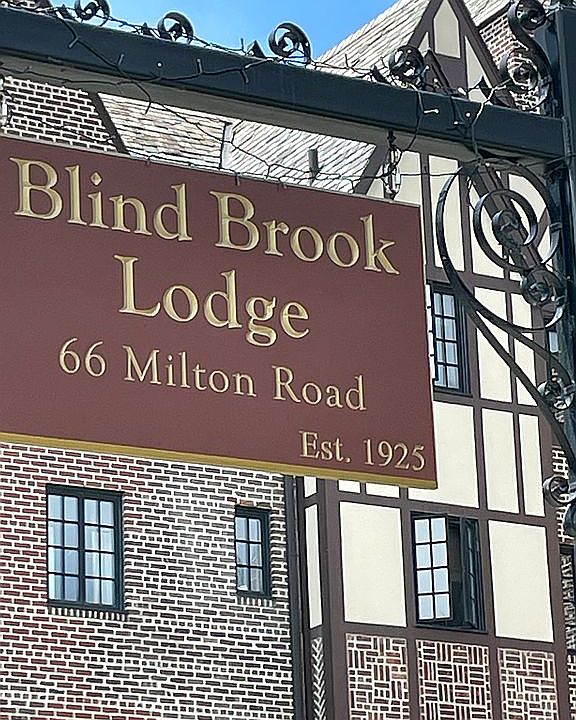 Blind Brook
Lodge
66 Milton Road
Est. 1925